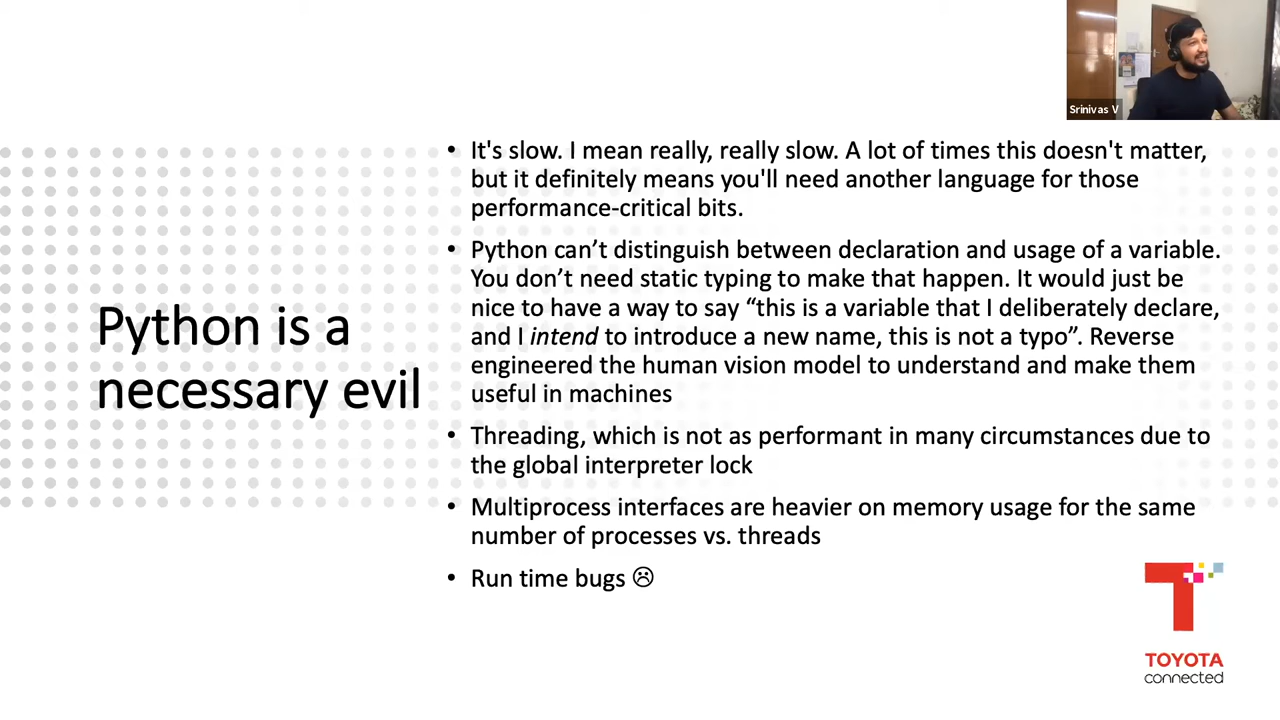 Srinivas V
Python is a
necessary evil
• It's slow. I mean really, really slow. A lot of times this doesn't matter,
but it definitely means you'll need another language for those
performance-critical bits.
• Python can’t distinguish between declaration and usage of a variable.
You don’t need static typing to make that happen. It would just be
nice to have a way to say “this is a variable that I deliberately declare,
and I intend to introduce a new name, this is not a typo”. Reverse
engineered the human vision model to understand and make them
useful in machines
• Threading, which is not as performant in many circumstances due to
the global interpreter lock
• Multiprocess interfaces are heavier on memory usage for the same
number of processes vs. threads
• Run time bugs ☹
TOYOTA
connected